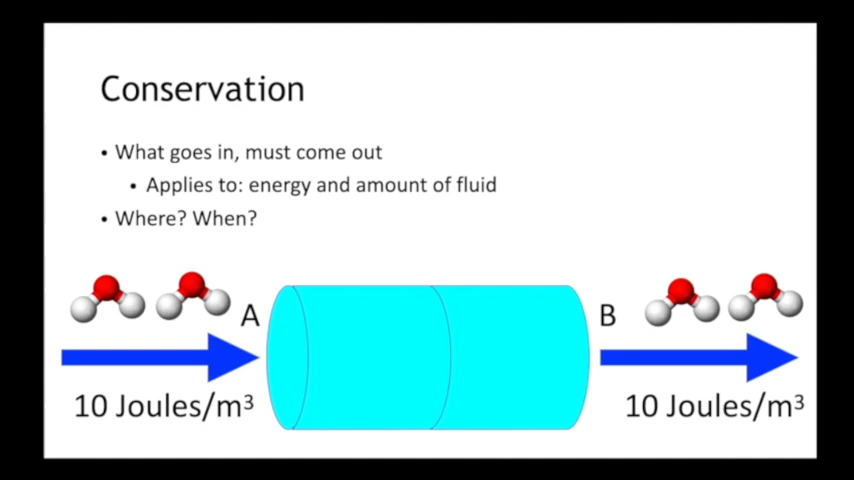 Conservation
• What goes in, must come out
• Applies to: energy and amount of fluid
• Where? When?
A
B
10 Joules/m³
10 Joules/m³